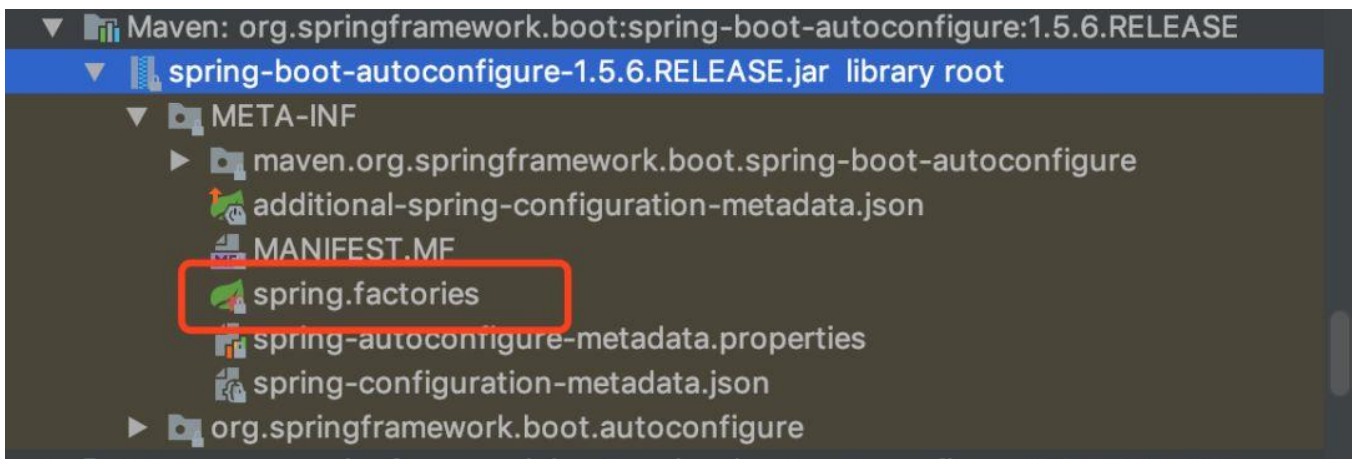 Maven: org.springframework.boot:spring-boot-autoconfigure:1.5.6.RELEASE
spring-boot-autoconfigure-1.5.6.RELEASE.jar library root
META-INF
maven.org.springframework.boot.spring-boot-autoconfigure
additional-spring-configuration-metadata.json
MANIFEST.MF
spring.factories
spring-autoconfigure-metadata.properties
spring-configuration-metadata.json
org.springframework.boot.autoconfigure